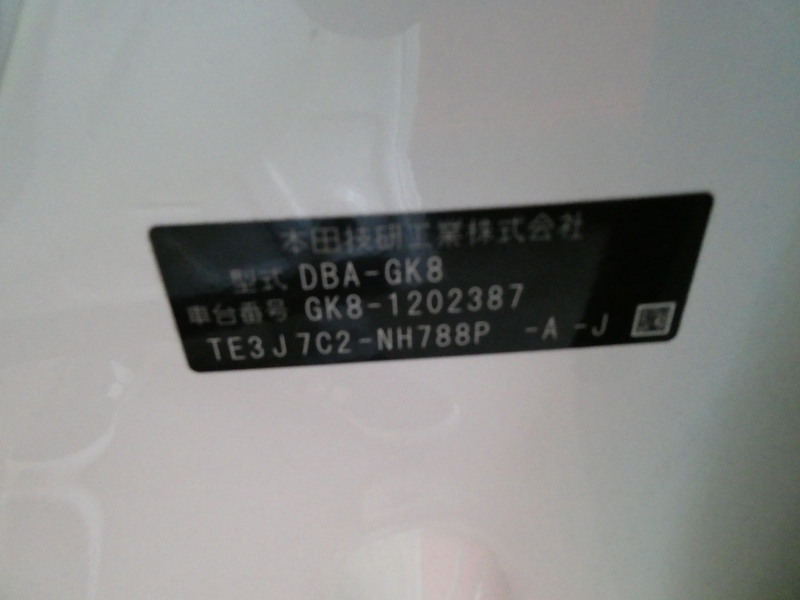 本田技研工業株式会社
型式 DBA-GK8
車台番号 GK8-1202387
TE3J7C2-NH788P -A-J